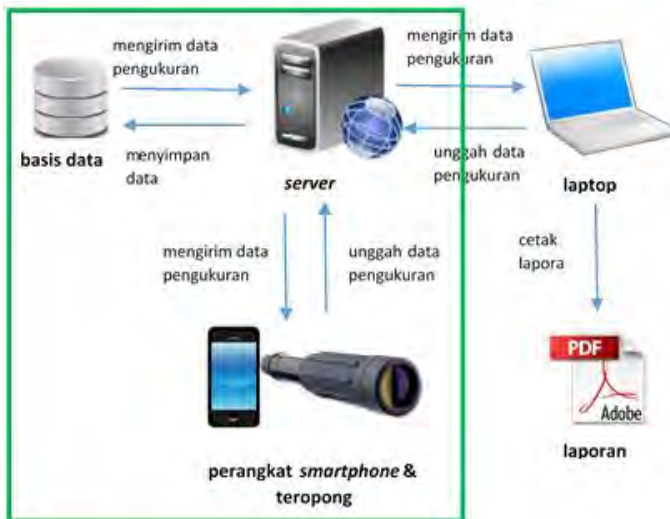 mengirim data
pengukuran
mengirim data
pengukuran
basis data
menyimpan
data
server
unggah data
pengukuran
laptop
mengirim data
pengukuran
unggah data
pengukuran
cetak
lapora
PDF
Adobe
laporan
perangkat smartphone &
teropong